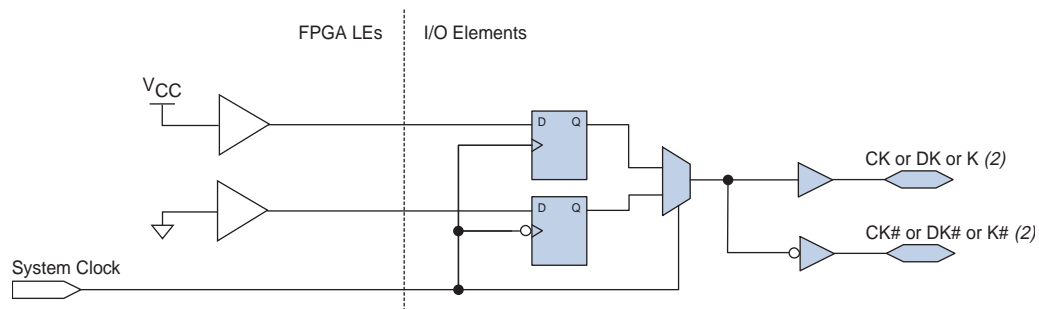 FPGA LEs
I/O Elements
VCC
D Q
CK or DK or K (2)
D Q
CK# or DK# or K# (2)
System Clock